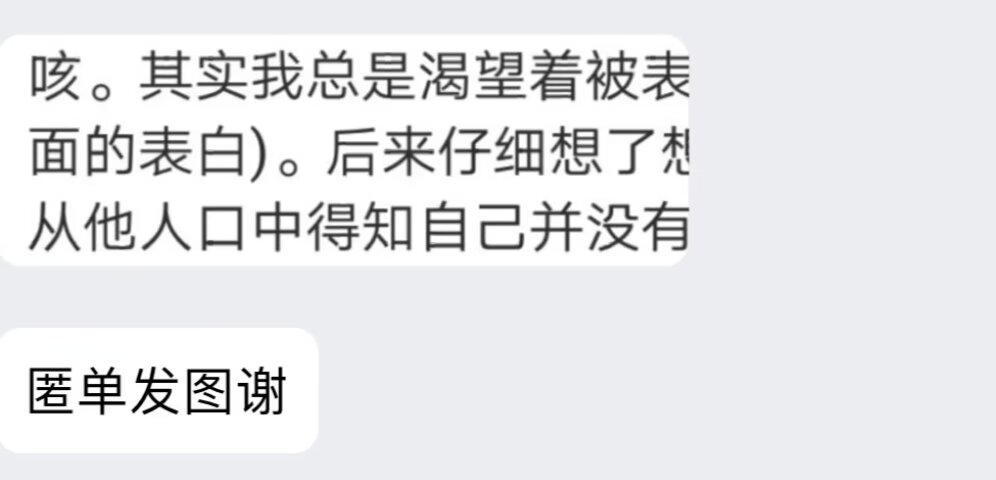 咳。其实我总是渴望着被表
面的表白)。后来仔细想了想
从他人口中得知自己并没有
匿单发图谢